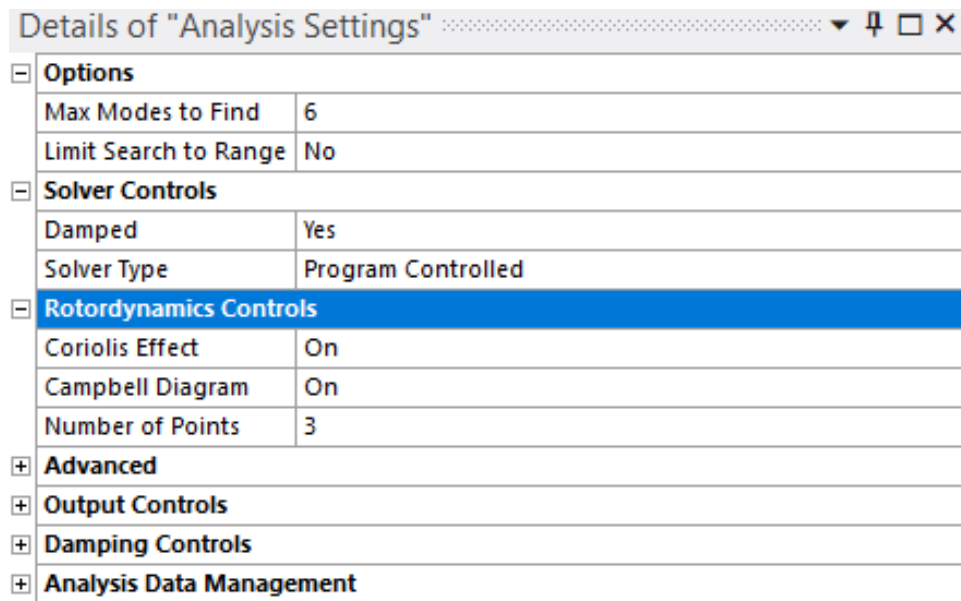 Details of "Analysis Settings"
Options
Max Modes to Find 6
Limit Search to Range No
Solver Controls
Damped Yes
Solver Type Program Controlled
Rotordynamics Controls
Coriolis Effect On
Campbell Diagram On
Number of Points 3
Advanced
Output Controls
Damping Controls
Analysis Data Management